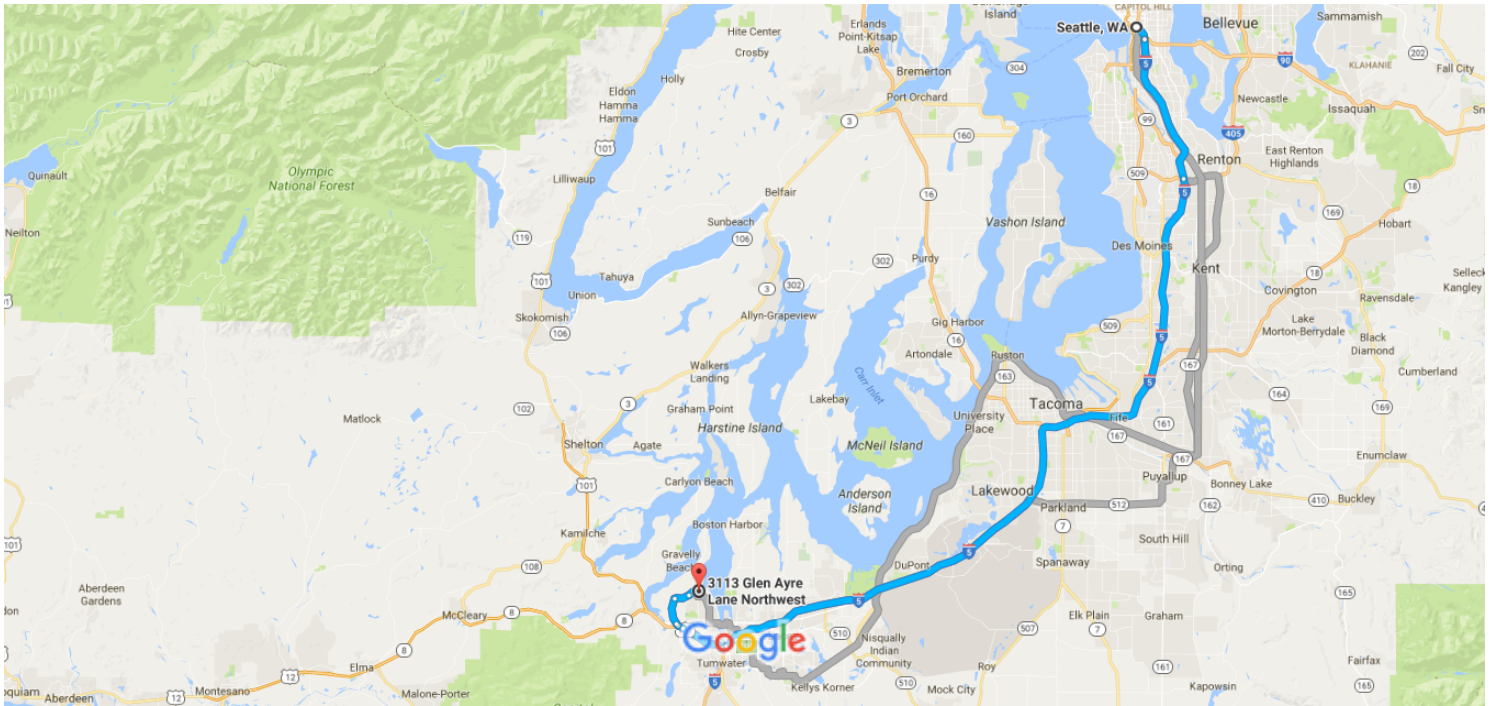 CAPITOL HILL
Island
Seattle, WA
Bellevue
Sammamish
Hite Center
Erlands
Point-Kitsap
Lake
Crosby
5
90
202
KLAHANIE
Fall City
Holly
304
Bremerton
Eldon
Hamma
Hamma
Port Orchard
Newcastle
Issaquah
3
99
160
405
101
East Renton
Highlands
Renton
Quinault
Olympic
National Forest
Lilliwaup
509
18
5
Belfair
16
Vashon Island
169
Hobart
Neilton
Sunbeach
119
106
Des Moines
302
Purdy
Kent
Selleck
Kangley
101
Tahuya
18
3
302
Union
Covington
Ravensdale
Skokomish
Allyn-Grapeview
Gig Harbor
509
Lake
Morton-Berrydale
106
16
5
Black
Diamond
Artondale
Ruston
Walkers
Landing
167
Cumberland
Carr Inlet
163
5
Lakebay
164
102
3
Graham Point
Tacoma
169
Matlock
University
Place
Fife
161
Harstine Island
167
Shelton
Agate
McNeil Island
167
Enumclaw
Puyallup
101
Carlyon Beach
Lakewood
Bonney Lake
Anderson
Island
512
162
410
Buckley
Parkland
Boston Harbor
7
Kamilche
South Hill
101
5
Gravelly
Beach
108
DuPont
Spanaway
Orting
3113 Glen Ayre
Lane Northwest
Aberdeen
Gardens
165
5
McCleary
8
8
Elk Plain
Graham
Google
510
507
7
Nisqually
Indian
Community
8
Elma
Tumwater
Roy
161
Fairfax
12
5
Kellys Korner
Aberdeen
Montesano
12
Malone-Porter
510
Mock City
Kapowsin
165